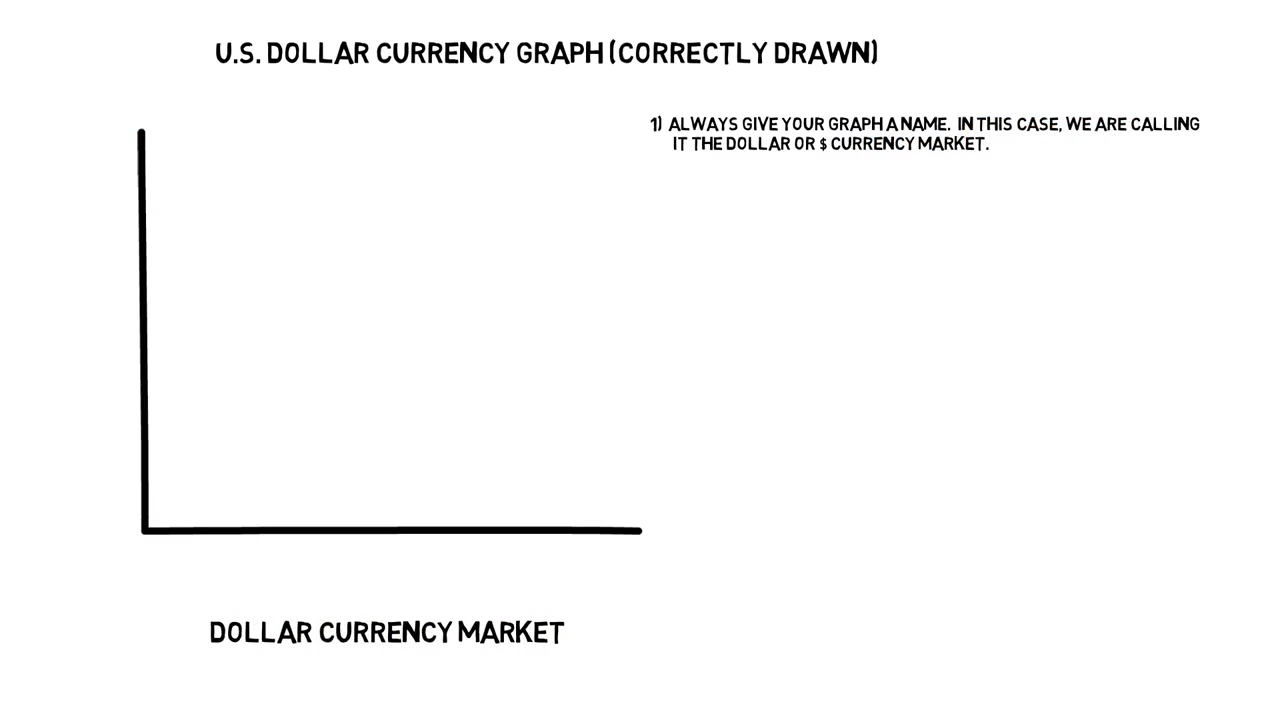 U.S. DOLLAR CURRENCY GRAPH (CORRECTLY DRAWN)
1) ALWAYS GIVE YOUR GRAPH A NAME. IN THIS CASE, WE ARE CALLING
IT THE DOLLAR OR $ CURRENCY MARKET.
DOLLAR CURRENCY MARKET